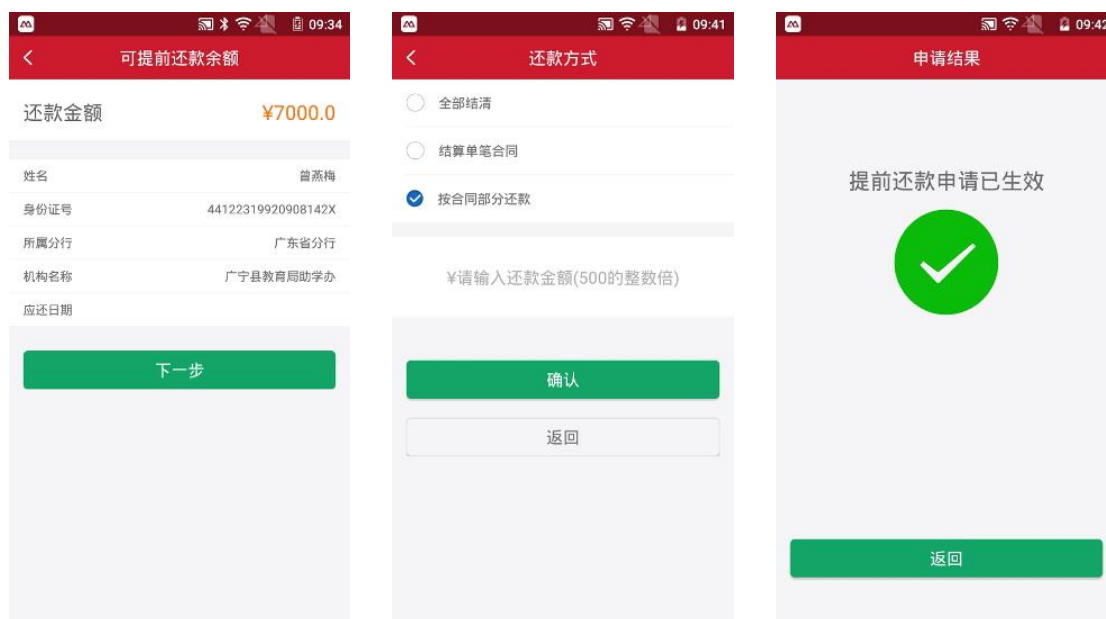 09:34
可提前还款余额
还款金额 ¥7000.0
姓名 曾燕梅
身份证号 44122319920908142X
所属分行 广东省分行
机构名称 广宁县教育局助学办
应还日期
下一步
09:41
还款方式
全部结清
结算单笔合同
按合同部分还款
¥请输入还款金额(500的整数倍)
确认
返回
09:42
申请结果
提前还款申请已生效
返回